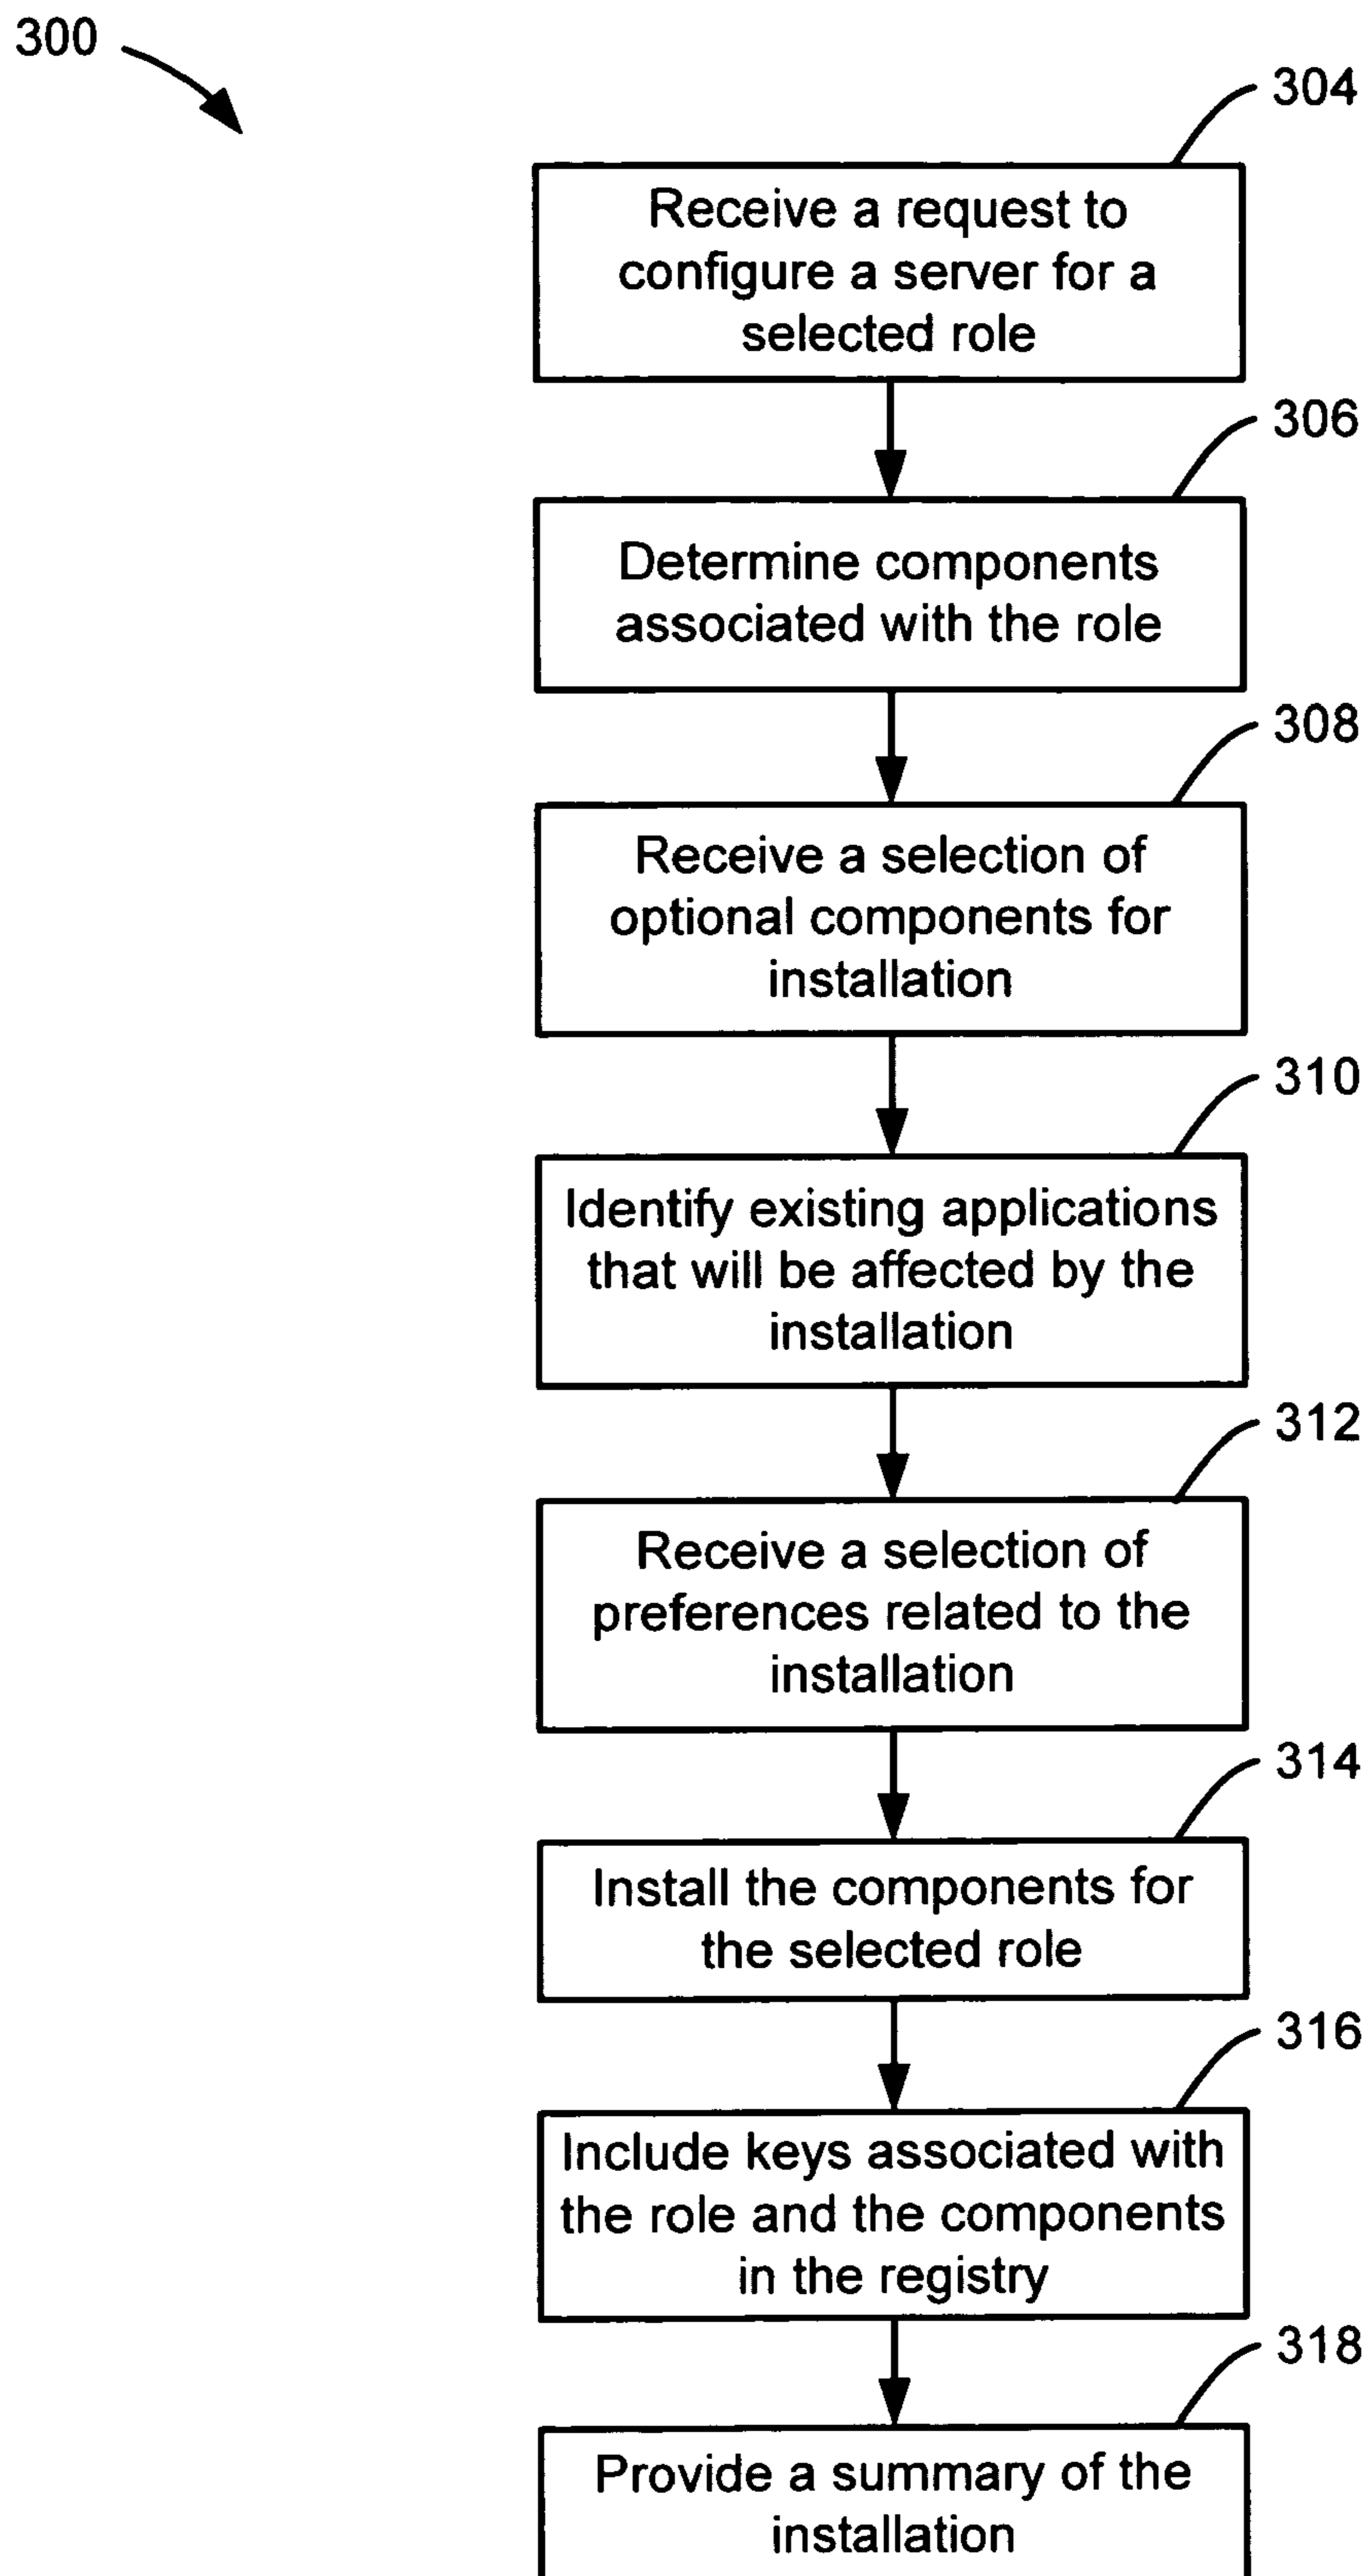 300
304
Receive a request to
configure a server for a
selected role
306
Determine components
associated with the role
308
Receive a selection of
optional components for
installation
310
Identify existing applications
that will be affected by the
installation
312
Receive a selection of
preferences related to the
installation
314
Install the components for
the selected role
316
Include keys associated with
the role and the components
in the registry
318
Provide a summary of the
installation